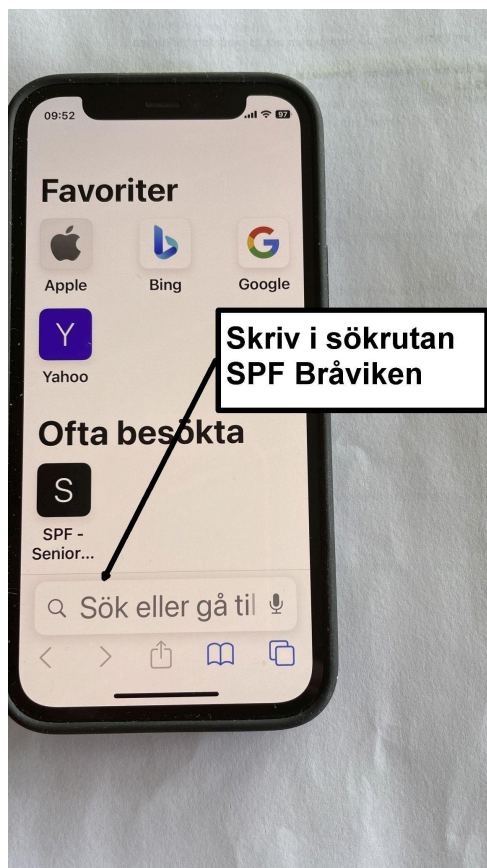 09:52
97
Favoriter
Apple
Bing
Google
Y
Yahoo
Skriv i sökrutan
SPF Bråviken
Ofta besökta
S
SPF -
Senior...
Sök eller gå til